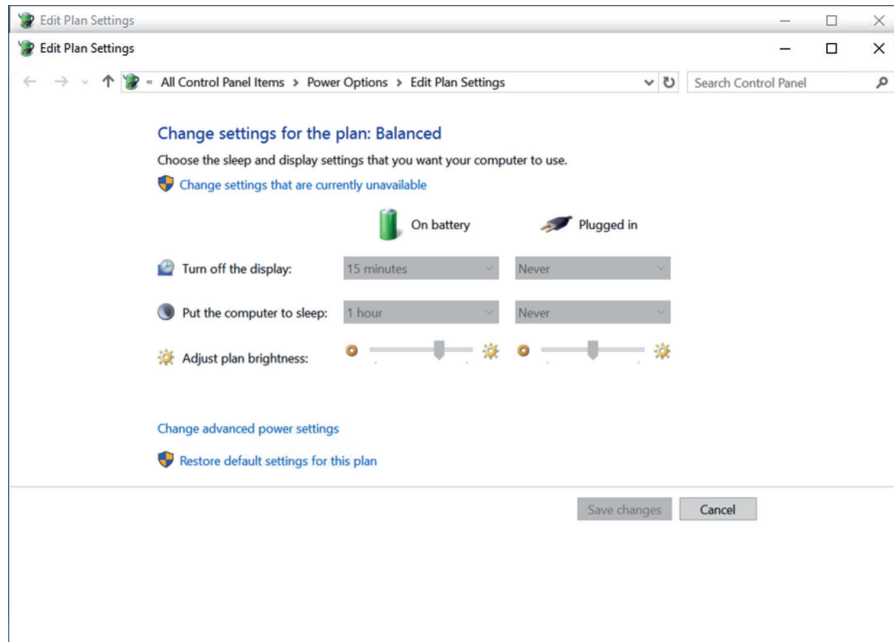 Edit Plan Settings
Edit Plan Settings
« All Control Panel Items > Power Options > Edit Plan Settings
Search Control Panel
Change settings for the plan: Balanced
Choose the sleep and display settings that you want your computer to use.
Change settings that are currently unavailable
On battery
Plugged in
Turn off the display:
15 minutes
Never
Put the computer to sleep:
1 hour
Never
Adjust plan brightness:
Change advanced power settings
Restore default settings for this plan
Save changes
Cancel